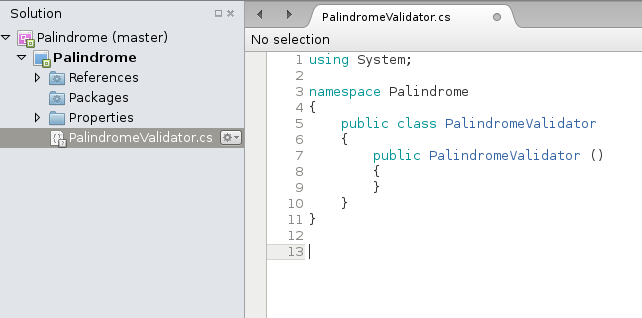 Solution
Palindrome (master)
Palindrome
References
Packages
Properties
PalindromeValidator.cs
PalindromeValidator.cs
No selection
1 using System;
2
3 namespace Palindrome
4 {
5 public class PalindromeValidator
6 {
7 public PalindromeValidator ()
8 {
9 }
10 }
11 }
12
13